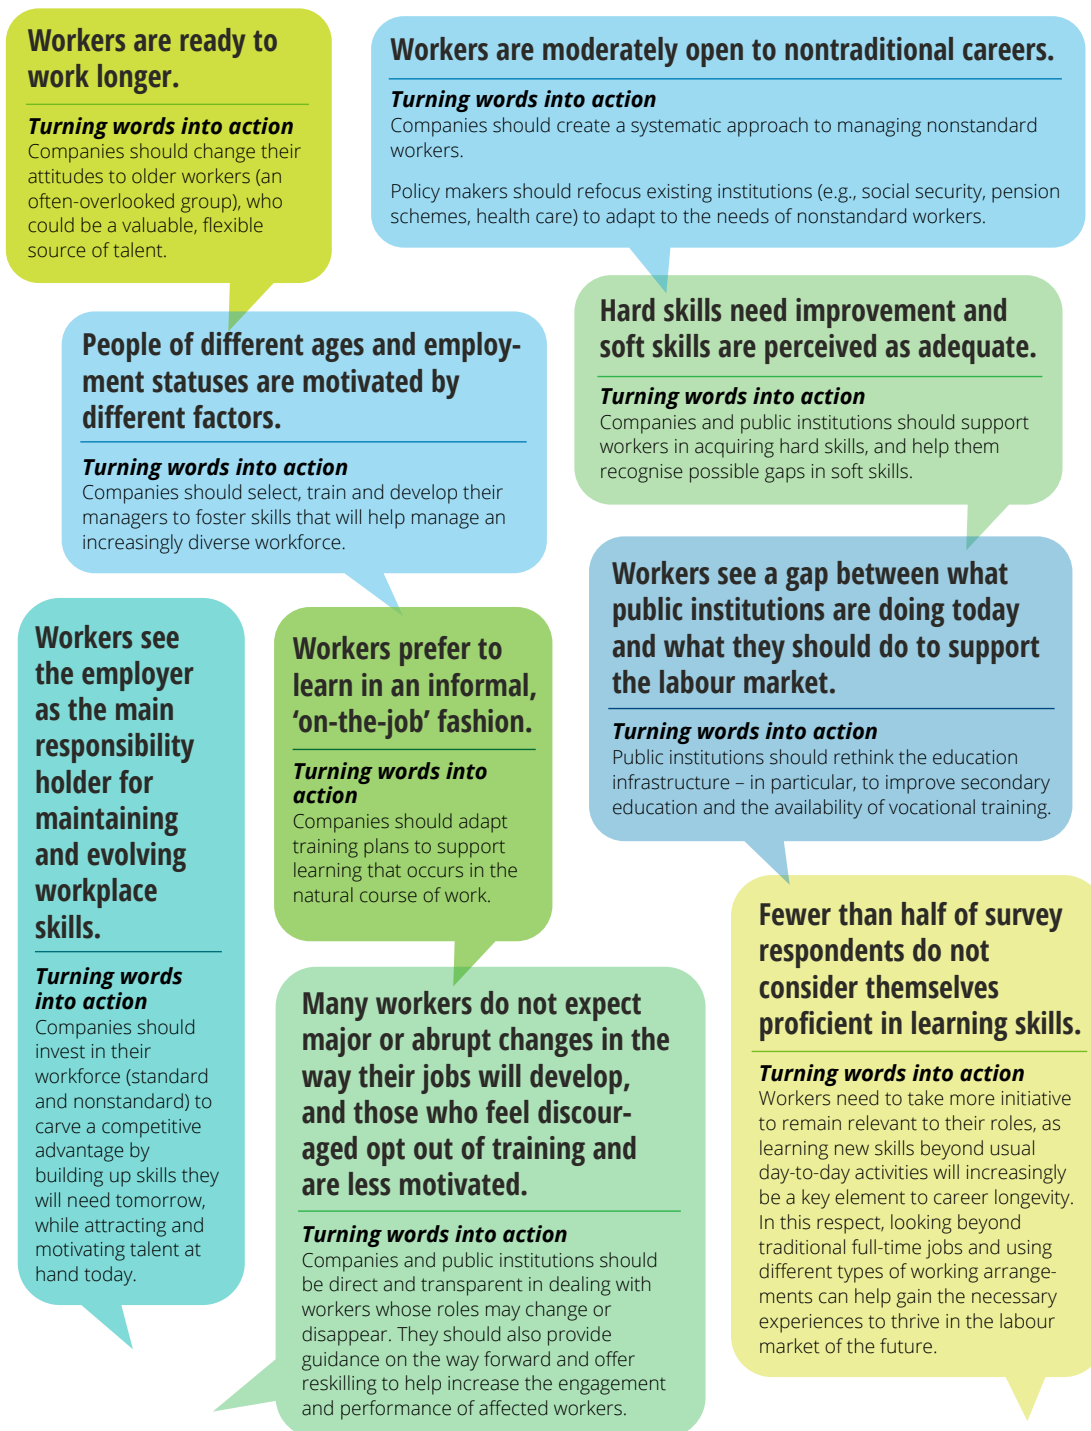 Workers are ready to
work longer.
Turning words into action
Companies should change their
attitudes to older workers (an
often-overlooked group), who
could be a valuable, flexible
source of talent.
Workers are moderately open to nontraditional careers.
Turning words into action
Companies should create a systematic approach to managing nonstandard
workers.
Policy makers should refocus existing institutions (e.g., social security, pension
schemes, health care) to adapt to the needs of nonstandard workers.
People of different ages and employ-
ment statuses are motivated by
different factors.
Turning words into action
Companies should select, train and develop their
managers to foster skills that will help manage an
increasingly diverse workforce.
Hard skills need improvement and
soft skills are perceived as adequate.
Turning words into action
Companies and public institutions should support
workers in acquiring hard skills, and help them
recognise possible gaps in soft skills.
Workers see a gap between what
public institutions are doing today
and what they should do to support
the labour market.
Turning words into action
Public institutions should rethink the education
infrastructure – in particular, to improve secondary
education and the availability of vocational training.
Workers see
the employer
as the main
responsibility
holder for
maintaining
and evolving
workplace
skills.
Turning words
into action
Companies should
invest in their
workforce (standard
and nonstandard) to
carve a competitive
advantage by
building up skills they
will need tomorrow,
while attracting and
motivating talent at
hand today.
Workers prefer to
learn in an informal,
‘on-the-job’ fashion.
Turning words into
action
Companies should adapt
training plans to support
learning that occurs in the
natural course of work.
Many workers do not expect
major or abrupt changes in the
way their jobs will develop,
and those who feel discour-
aged opt out of training and
are less motivated.
Turning words into action
Companies and public institutions should
be direct and transparent in dealing with
workers whose roles may change or
disappear. They should also provide
guidance on the way forward and offer
reskilling to help increase the engagement
and performance of affected workers.
Fewer than half of survey
respondents do not
consider themselves
proficient in learning skills.
Turning words into action
Workers need to take more initiative
to remain relevant to their roles, as
learning new skills beyond usual
day-to-day activities will increasingly
be a key element to career longevity.
In this respect, looking beyond
traditional full-time jobs and using
different types of working arrange-
ments can help gain the necessary
experiences to thrive in the labour
market of the future.